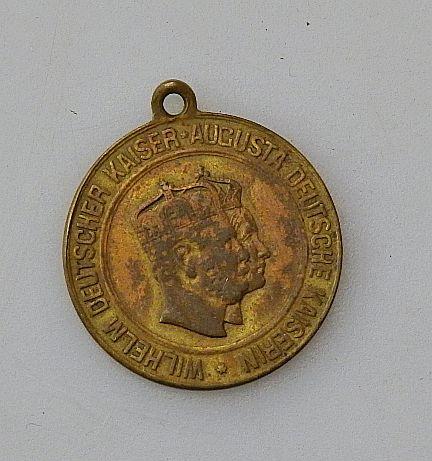 WILHELM DEUTSCHER KAISER · AUGUSTA DEUTSCHE KAISERIN *